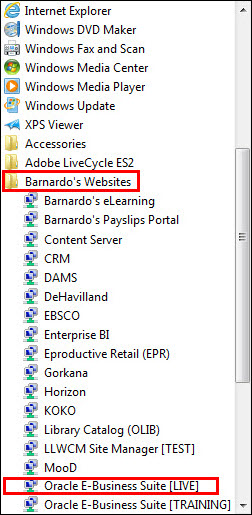 Internet Explorer
Windows DVD Maker
Windows Fax and Scan
Windows Media Center
Windows Media Player
Windows Update
XPS Viewer
Accessories
Adobe LiveCycle ES2
Barnardo's Websites
Barnardo's eLearning
Barnardo's Payslips Portal
Content Server
CRM
DAMS
DeHavilland
EBSCO
Enterprise BI
Eproductive Retail (EPR)
Gorkana
Horizon
KOKO
Library Catalog (OLIB)
LLWCM Site Manager [TEST]
MooD
Oracle E-Business Suite [LIVE]
Oracle E-Business Suite [TRAINING]